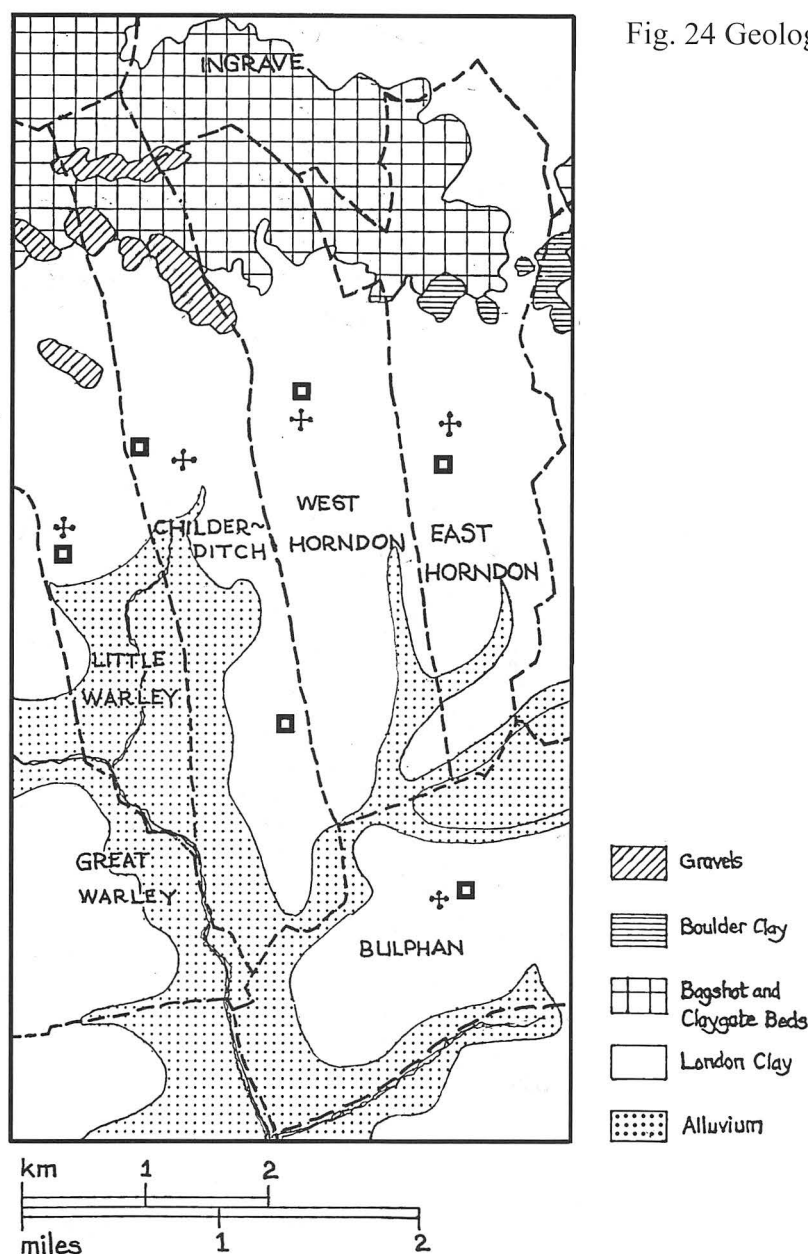 Fig. 24 Geolog
INGRAVE
CHILDER~
DITCH
WEST
HORNDON
EAST
HORNDON
LITTLE
WARLEY
GREAT
WARLEY
BULPHAN
Gravels
Boulder Clay
Bagshot and
Claygate Beds
London Clay
Alluvium
km 1 2
miles 1 2